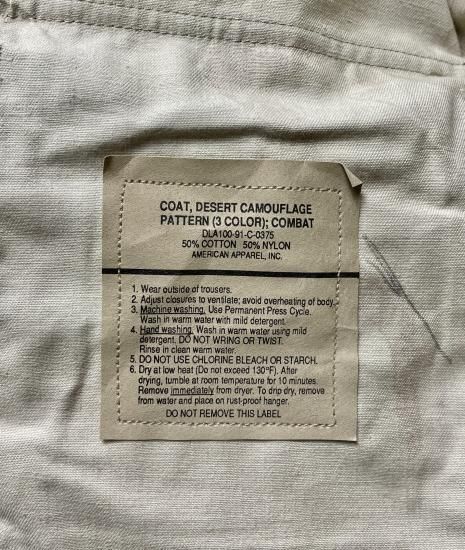 COAT, DESERT CAMOUFLAGE
PATTERN (3 COLOR); COMBAT
DLA100-91-C-0375
50% COTTON 50% NYLON
AMERICAN APPAREL, INC.
1. Wear outside of trousers.
2. Adjust closures to ventilate; avoid overheating of body.
3. Machine washing. Use Permanent Press Cycle.
Wash in warm water with mild detergent.
4. Hand washing. Wash in warm water using mild
detergent. DO NOT WRING OR TWIST.
Rinse in clean warm water.
5. DO NOT USE CHLORINE BLEACH OR STARCH.
6. Dry at low heat (Do not exceed 130°F). After
drying, tumble at room temperature for 10 minutes.
Remove immediately from dryer. To drip dry, remove
from water and place on rust-proof hanger.
DO NOT REMOVE THIS LABEL